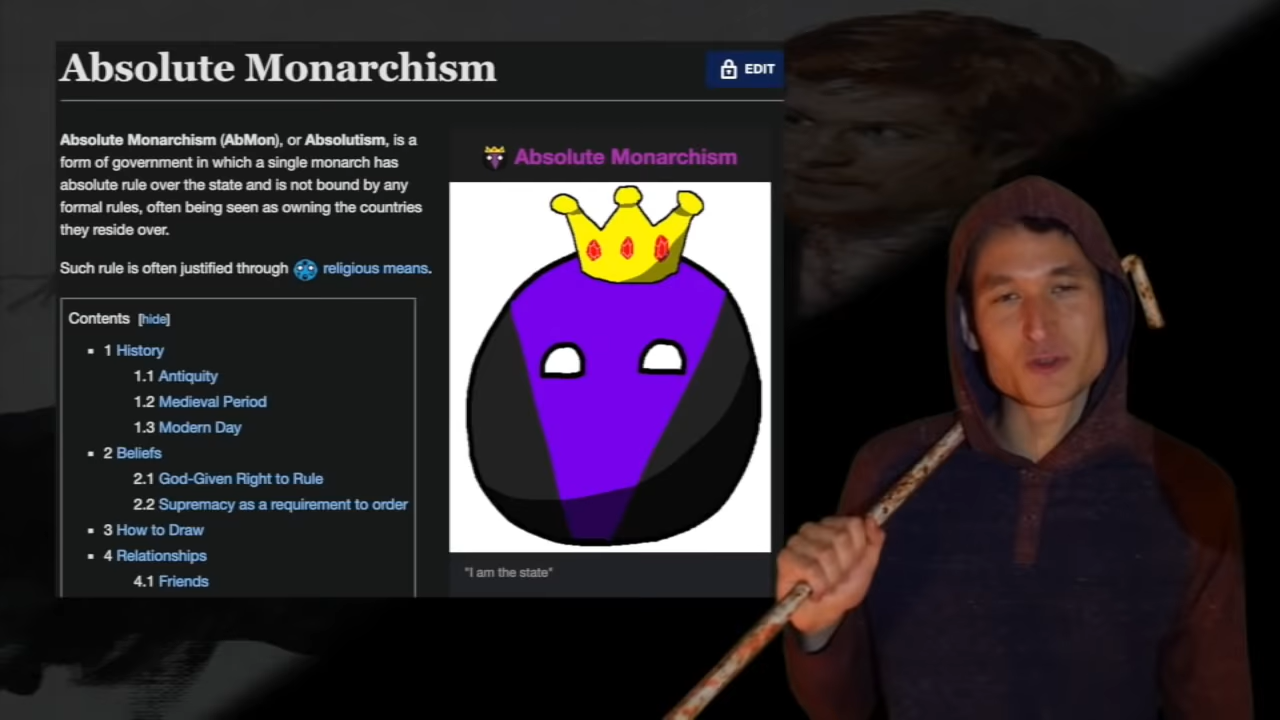 Absolute Monarchism
EDIT
Absolute Monarchism (AbMon), or Absolutism, is a
form of government in which a single monarch has
absolute rule over the state and is not bound by any
formal rules, often being seen as owning the countries
they reside over.
Such rule is often justified through religious means.
Contents [hide]
1 History
1.1 Antiquity
1.2 Medieval Period
1.3 Modern Day
2 Beliefs
2.1 God-Given Right to Rule
2.2 Supremacy as a requirement to order
3 How to Draw
4 Relationships
4.1 Friends
Absolute Monarchism
"I am the state"